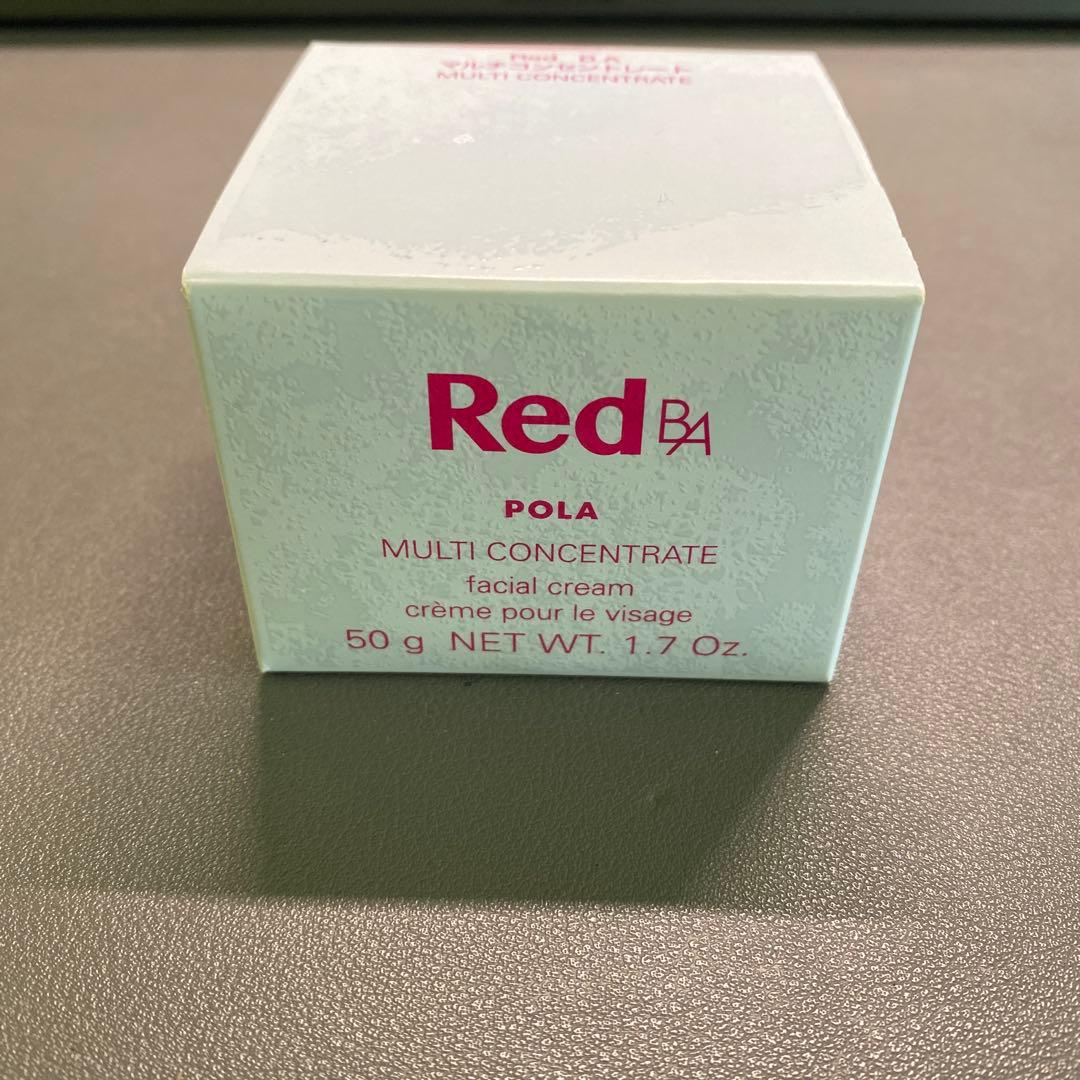 Red BA
マルチコンセントレート
MULTI CONCENTRATE
Red BA
POLA
MULTI CONCENTRATE
facial cream
crème pour le visage
50 g NET WT. 1.7 Oz.